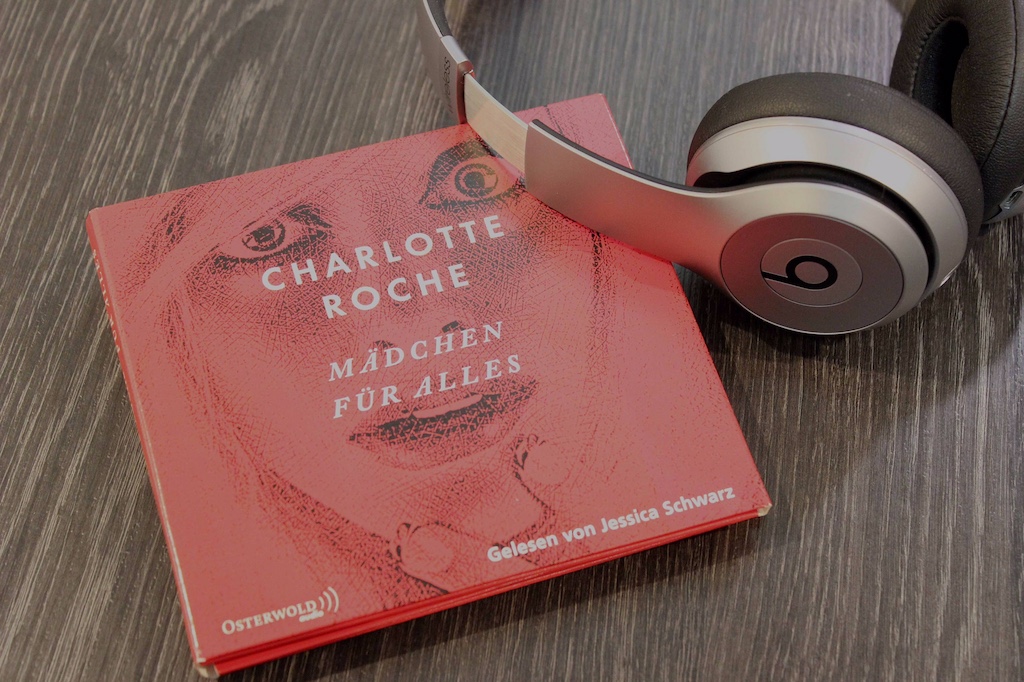 CHARLOTTE
ROCHE
MÄDCHEN
FÜR ALLES
Gelesen von Jessica Schwarz
OSTERWOLD
audio
b